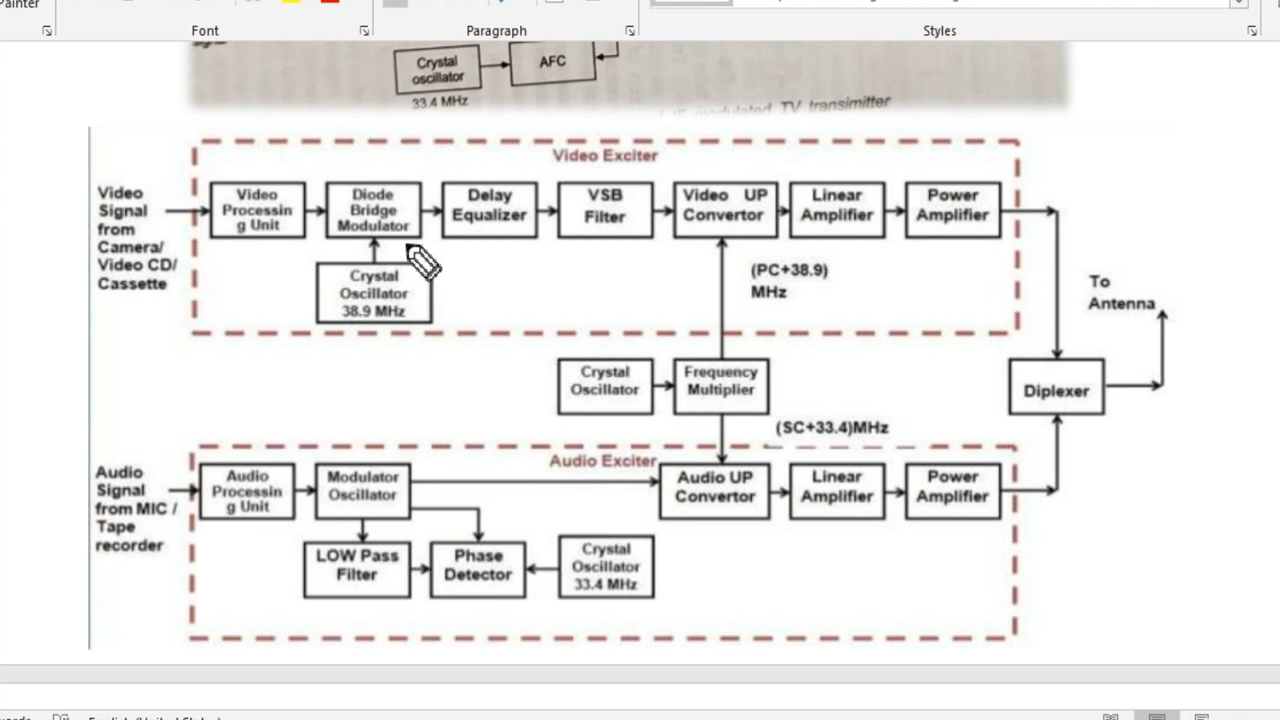 Painter
Font
Paragraph
Styles
Crystal
oscillator
AFC
33.4 MHz
modulated TV transimitter
Video Exciter
Video
Signal
from
Camera/
Video CD/
Cassette
Video
Processin
g Unit
Diode
Bridge
Modulator
Delay
Equalizer
VSB
Filter
Video UP
Convertor
Linear
Amplifier
Power
Amplifier
Crystal
Oscillator
38.9 MHz
(PC+38.9)
MHz
To
Antenna
Crystal
Oscillator
Frequency
Multiplier
Diplexer
(SC+33.4)MHz
Audio Exciter
Audio
Signal
from MIC /
Tape
recorder
Audio
Processin
g Unit
Modulator
Oscillator
Audio UP
Convertor
Linear
Amplifier
Power
Amplifier
LOW Pass
Filter
Phase
Detector
Crystal
Oscillator
33.4 MHz